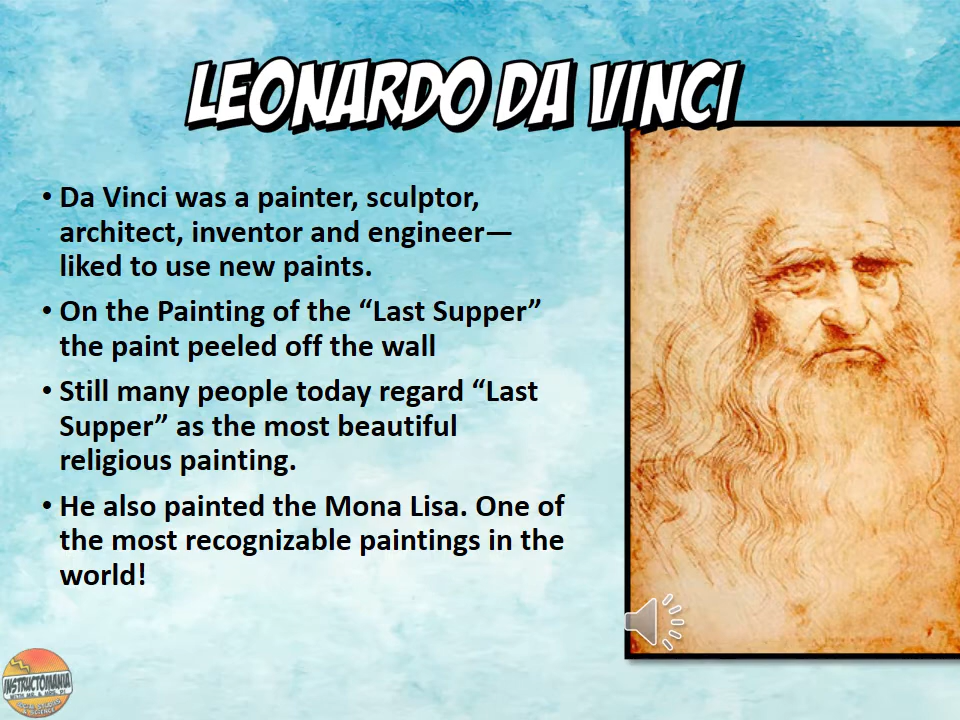 LEONARDO DA VINCI
• Da Vinci was a painter, sculptor,
architect, inventor and engineer—
liked to use new paints.
• On the Painting of the “Last Supper”
the paint peeled off the wall
• Still many people today regard “Last
Supper” as the most beautiful
religious painting.
• He also painted the Mona Lisa. One of
the most recognizable paintings in the
world!
INSTRUCTOMANIA
SOCIAL STUDIES
& SCIENCE